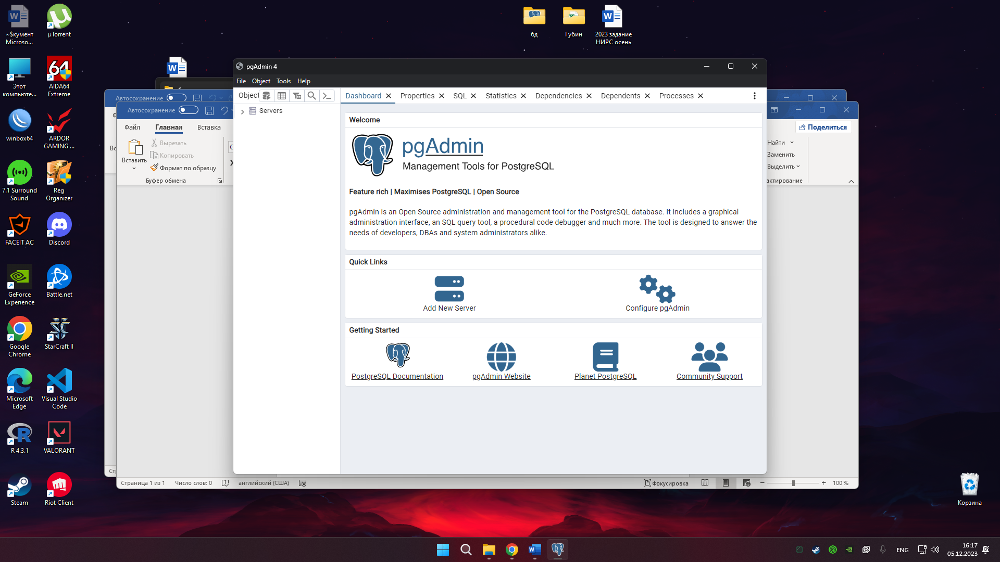 ~$кумент
Microso...
µTorrent
Этот
компьюте...
AIDA64
Extreme
winbox64
ARDOR
GAMING ...
7.1 Surround
Sound
Reg
Organizer
FACEIT AC
Discord
GeForce
Experience
Battle.net
Google
Chrome
StarCraft II
Microsoft
Edge
Visual Studio
Code
R 4.3.1
VALORANT
Steam
Riot Client
бд
Губин
2023 задание
НИРС осень
Корзина
Автосохранение
Автосохранение
Файл
Главная
Вставка
Вставить
Вырезать
Копировать
Формат по образцу
Буфер обмена
Поделиться
Найти
Заменить
Выделить
актирование
pgAdmin 4
File Object Tools Help
Object
Dashboard Properties SQL Statistics Dependencies Dependents Processes
Servers
Welcome
pgAdmin
Management Tools for PostgreSQL
Feature rich | Maximises PostgreSQL | Open Source
pgAdmin is an Open Source administration and management tool for the PostgreSQL database. It includes a graphical
administration interface, an SQL query tool, a procedural code debugger and much more. The tool is designed to answer the
needs of developers, DBAs and system administrators alike.
Quick Links
Add New Server
Configure pgAdmin
Getting Started
PostgreSQL Documentation
pgAdmin Website
Planet PostgreSQL
Community Support
Страница 1 из 1
Число слов: 0
английский (США)
Фокусировка
100 %
ENG
16:17
05.12.2023